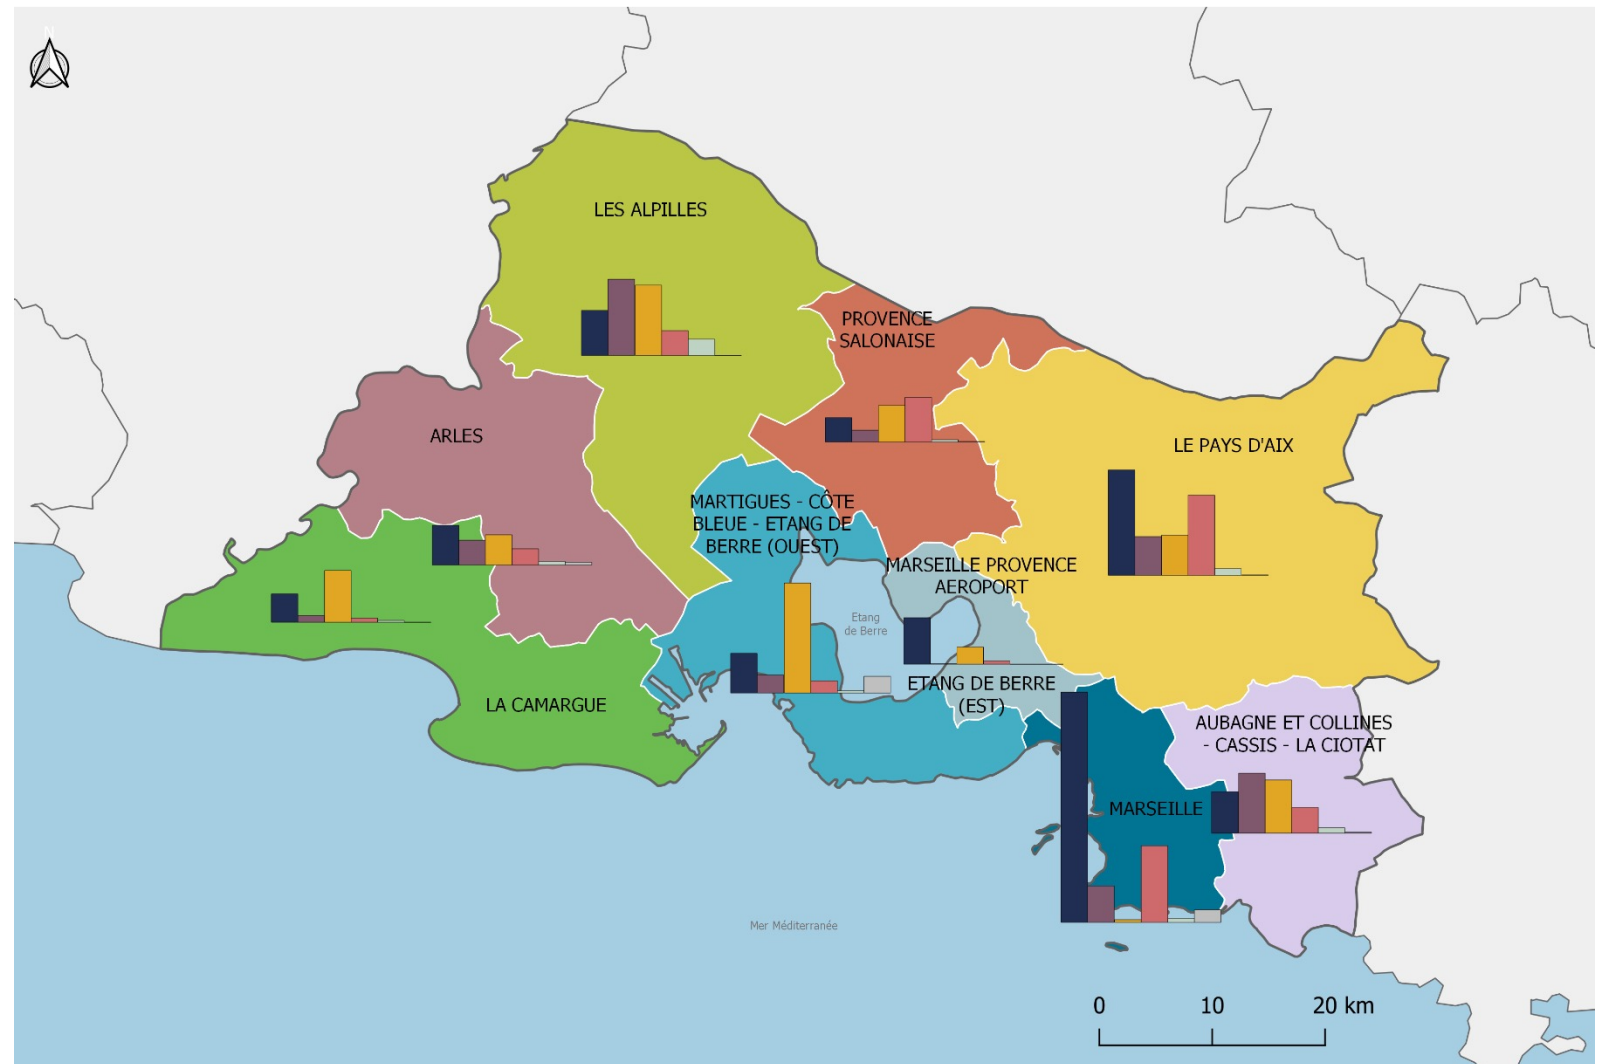 N
LES ALPILLES
PROVENCE
SALONAISE
ARLES
LE PAYS D'AIX
MARTIGUES - CÔTE
BLEUE - ETANG DE
BERRE (OUEST)
MARSEILLE PROVENCE
AEROPORT
Etang
de Berre
ETANG DE BERRE
(EST)
LA CAMARGUE
AUBAGNE ET COLLINES
- CASSIS - LA CIOTAT
MARSEILLE
Mer Méditerranée
0 10 20 km